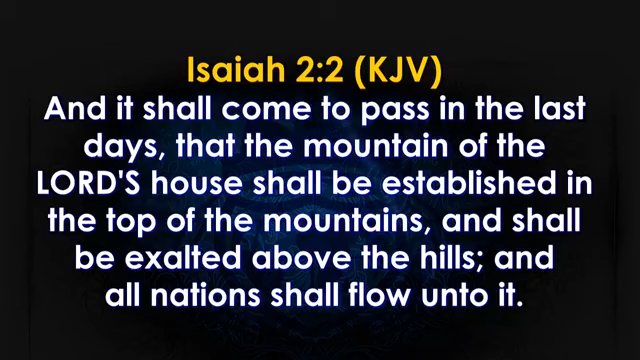 Isaiah 2:2 (KJV)
And it shall come to pass in the last
days, that the mountain of the
LORD'S house shall be established in
the top of the mountains, and shall
be exalted above the hills; and
all nations shall flow unto it.